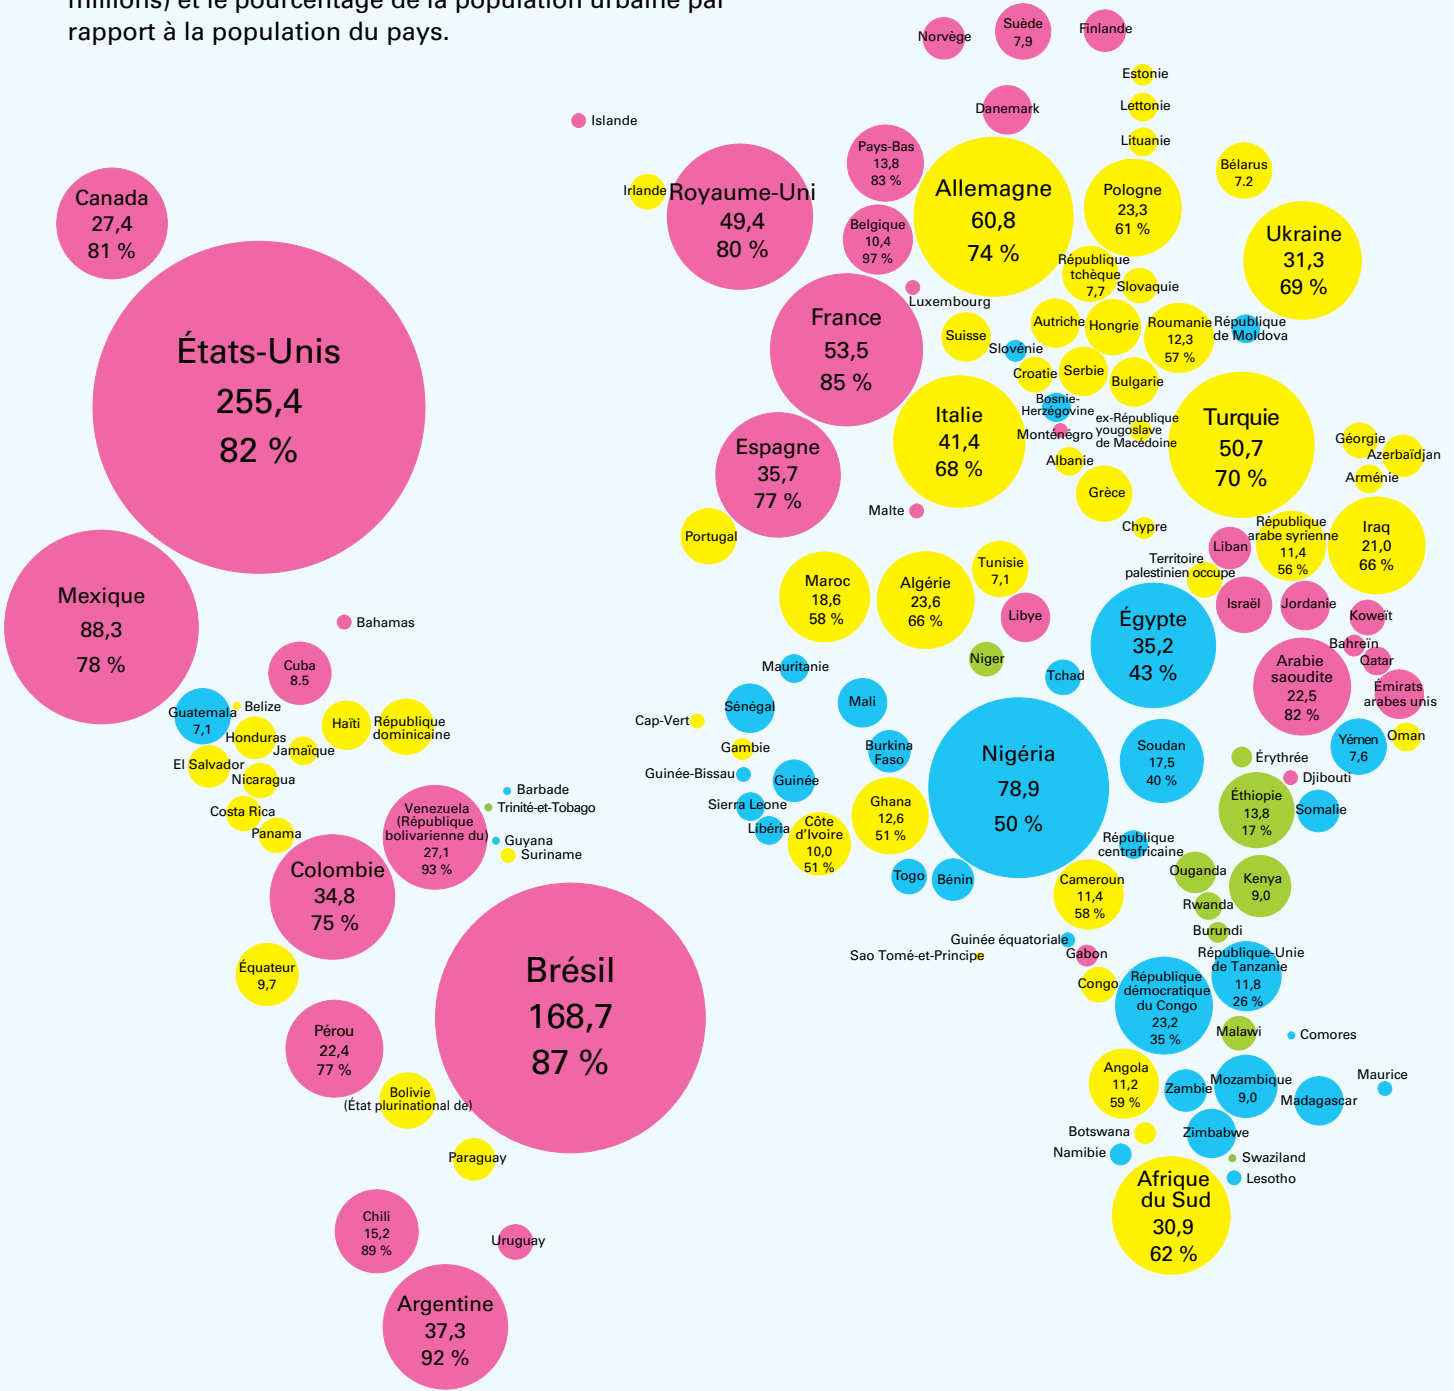 millions) et le pourcentage de la population urbaine par
rapport à la population du pays.
Norvège
Suède
7,9
Finlande
Estonie
Lettonie
Lituanie
Danemark
Islande
Pays-Bas
13,8
83 %
Bélarus
7.2
Canada
27,4
81 %
Irlande
Royaume-Uni
49,4
80 %
Allemagne
60,8
74 %
Pologne
23,3
61 %
Belgique
10,4
97 %
Ukraine
31,3
69 %
République
tchèque
7,7
Slovaquie
Luxembourg
France
53,5
85 %
Suisse
Autriche
Hongrie
Roumanie
12,3
57 %
République
de Moldova
Slovénie
Croatie
Serbie
Bulgarie
États-Unis
255,4
82 %
Bosnie-
Herzégovine
Monténégro
ex-République
yougoslave
de Macédoine
Italie
41,4
68 %
Turquie
50,7
70 %
Géorgie
Azerbaïdjan
Arménie
Espagne
35,7
77 %
Albanie
Grèce
Malte
Chypre
Portugal
Liban
République
arabe syrienne
11,4
56 %
Iraq
21,0
66 %
Territoire
palestinien occupe
Maroc
18,6
58 %
Algérie
23,6
66 %
Tunisie
7,1
Libye
Égypte
35,2
43 %
Israël
Jordanie
Koweït
Bahreïn
Qatar
Mexique
88,3
78 %
Bahamas
Cuba
8.5
Niger
Tchad
Arabie
saoudite
22,5
82 %
Émirats
arabes unis
Mauritanie
Guatemala
7,1
Belize
Honduras
Jamaïque
Haïti
République
dominicaine
El Salvador
Nicaragua
Costa Rica
Panama
Cap-Vert
Sénégal
Mali
Gambie
Burkina
Faso
Guinée-Bissau
Guinée
Sierra Leone
Libéria
Côte
d’Ivoire
10,0
51 %
Ghana
12,6
51 %
Nigéria
78,9
50 %
Soudan
17,5
40 %
Yémen
7,6
Oman
Érythrée
Djibouti
Éthiopie
13,8
17 %
Somalie
Barbade
Trinité-et-Tobago
Venezuela
(République
bolivarienne du)
27,1
93 %
Guyana
Suriname
Togo
Bénin
République
centrafricaine
Cameroun
11,4
58 %
Ouganda
Kenya
9,0
Rwanda
Burundi
Colombie
34,8
75 %
Guinée équatoriale
Sao Tomé-et-Principe
Gabon
Congo
République
démocratique
du Congo
23,2
35 %
République-Unie
de Tanzanie
11,8
26 %
Équateur
9,7
Brésil
168,7
87 %
Pérou
22,4
77 %
Malawi
Comores
Angola
11,2
59 %
Zambie
Mozambique
9,0
Madagascar
Maurice
Bolivie
(État plurinational de)
Botswana
Zimbabwe
Namibie
Swaziland
Lesotho
Paraguay
Afrique
du Sud
30,9
62 %
Chili
15,2
89 %
Uruguay
Argentine
37,3
92 %